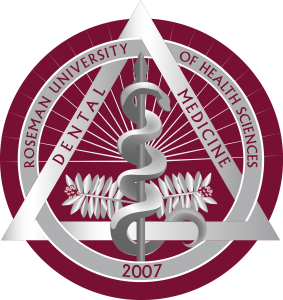 ROSEMAN UNIVERSITY OF HEALTH SCIENCES
DENTAL MEDICINE
2007